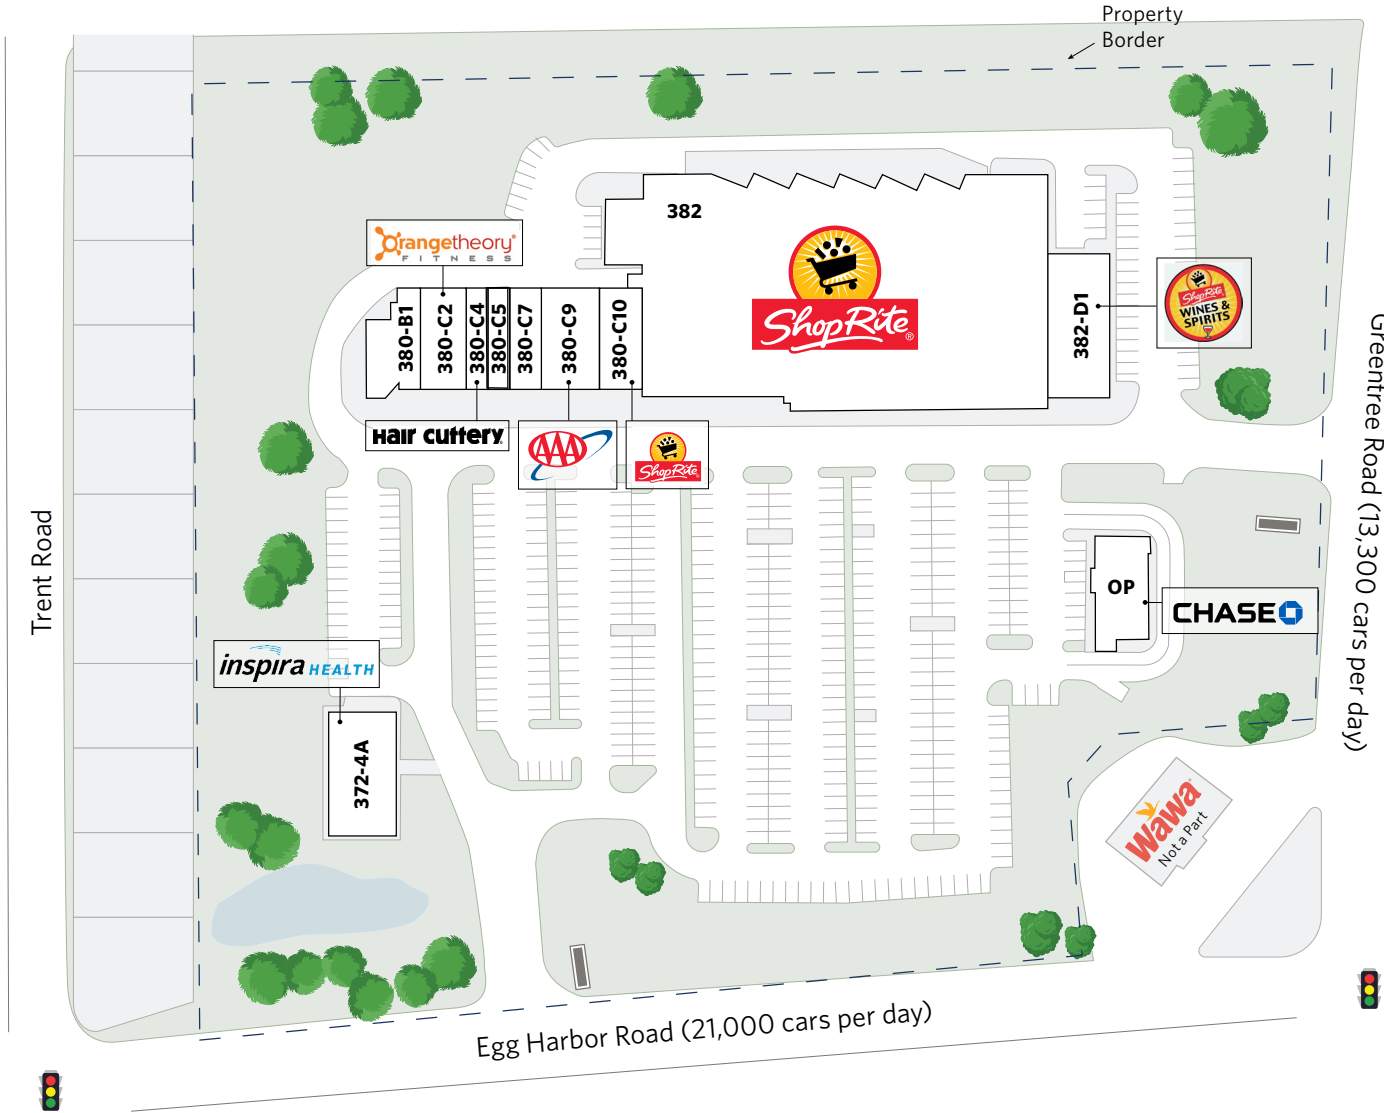 Property
Border
382
Orangetheory®
FITNESS
380-B1
380-C2
380-C4
380-C5
380-C7
380-C9
380-C10
ShopRite®
382-D1
ShopRite
WINES &
SPIRITS
Hair Cuttery
AAA
ShopRite
Greentree Road (13,300 cars per day)
Trent Road
OP
CHASE
inspira HEALTH
372-4A
Wawa®
Not a Part
Egg Harbor Road (21,000 cars per day)